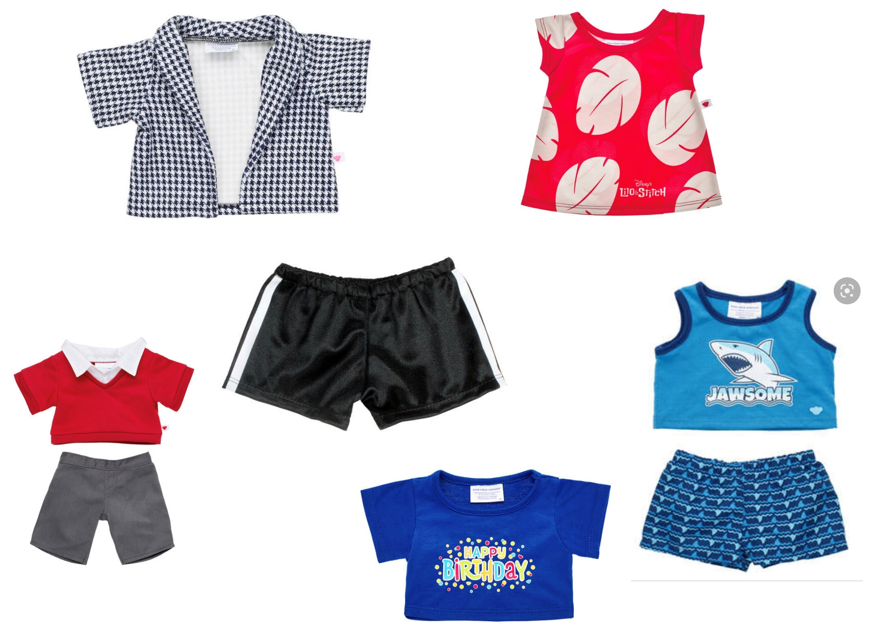 Disney's
LILO & STITCH
JAWSOME
HAPPY
BIRTHDAY